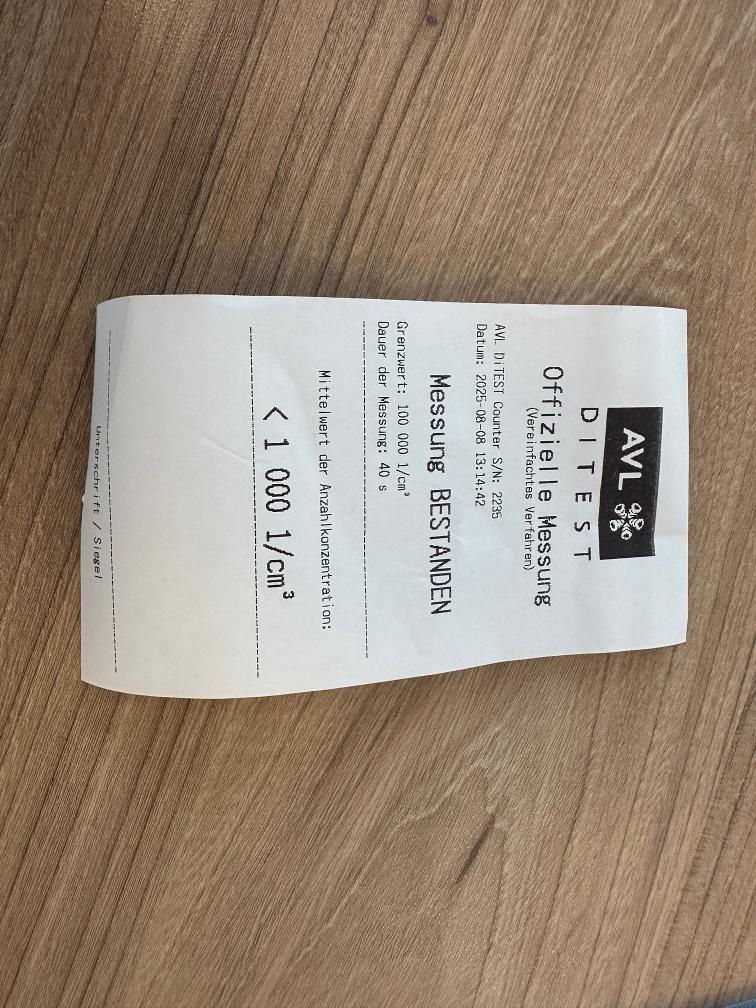 AVL
DITEST
Offizielle Messung
(Vereinfachtes Verfahren)
AVL DiTEST Counter S/N: 2235
Datum: 2025-08-08 13:14:42
Messung BESTANDEN
Grenzwert: 100 000 1/cm³
Dauer der Messung: 40 s
Mittelwert der Anzahlkonzentration:
< 1 000 1/cm³
Unterschrift / Siegel